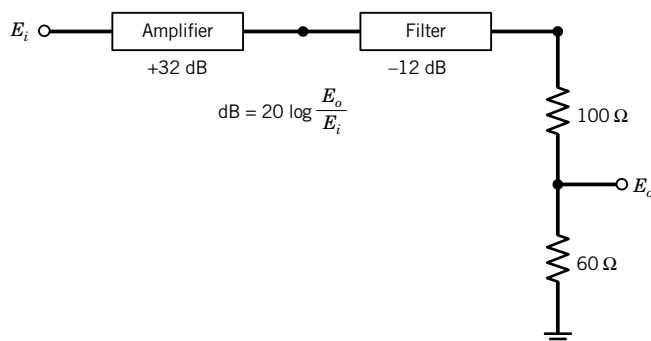 E_i Amplifier Filter
+32 dB −12 dB
dB = 20 log E_o / E_i
100 Ω
E_o
60 Ω